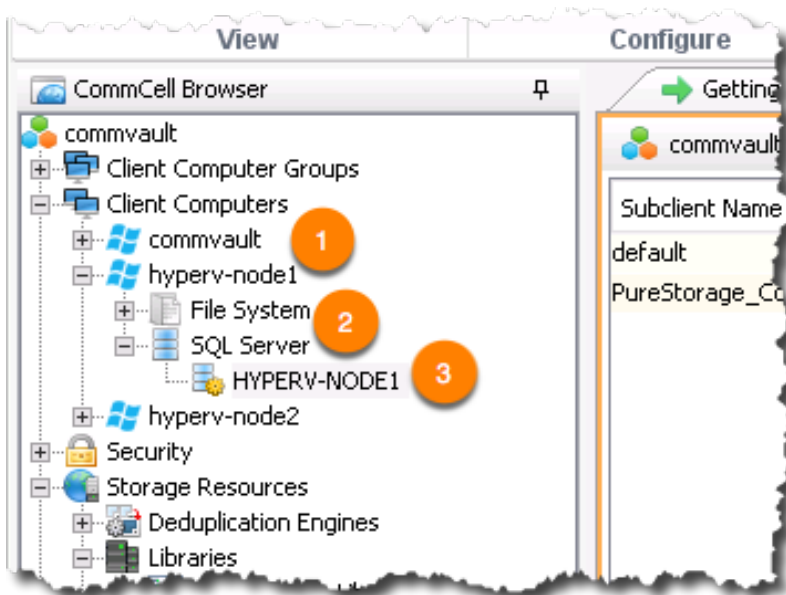 View Configure
CommCell Browser Getting
commvault commvault
Client Computer Groups
Client Computers Subclient Name
commvault 1 default
hyperv-node1 PureStorage_Co
File System 2
SQL Server
HYPERV-NODE1 3
hyperv-node2
Security
Storage Resources
Deduplication Engines
Libraries